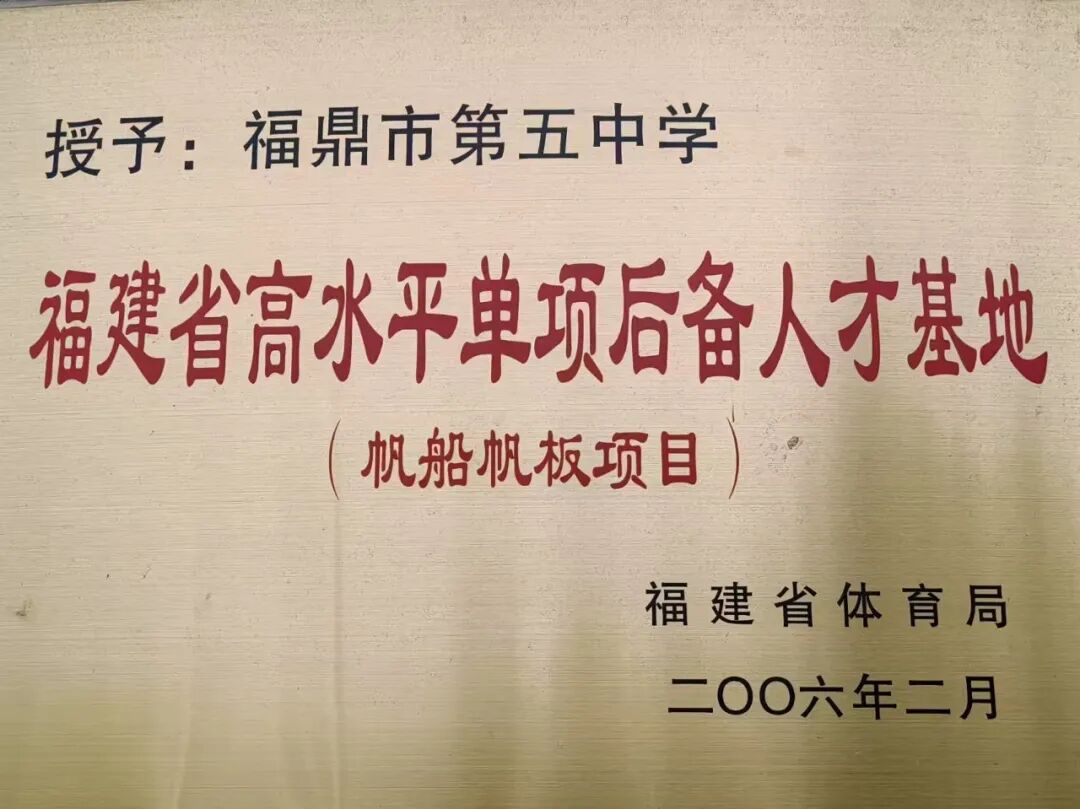 授予：福鼎市第五中学
福建省高水平单项后备人才基地
（帆船帆板项目）
福建省体育局
二〇〇六年二月